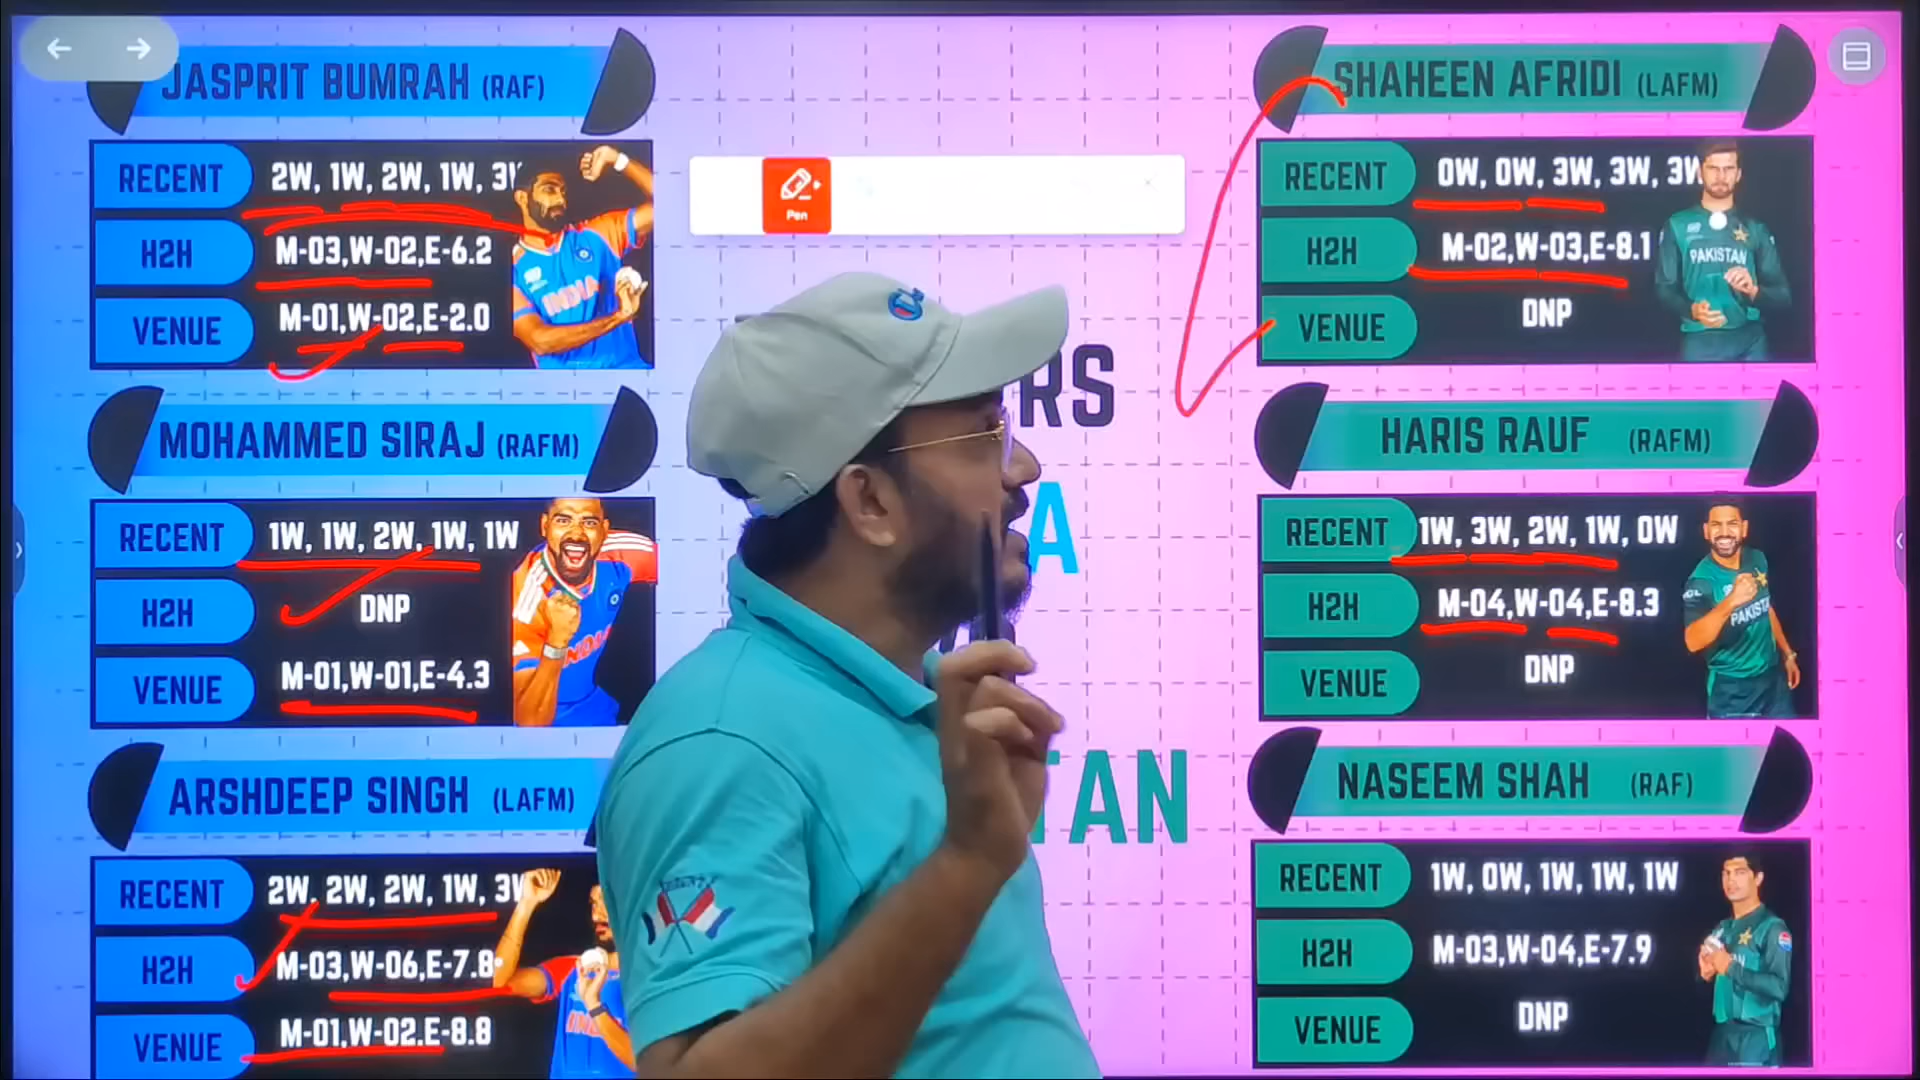 JASPRIT BUMRAH (RAF)
RECENT 2W, 1W, 2W, 1W,
H2H M-03,W-02,E-6.2
VENUE M-01,W-02,E-2.0
INDIA
MOHAMMED SIRAJ (RAFM)
RECENT 1W, 1W, 2W, 1W, 1W
H2H DNP
VENUE M-01,W-01,E-4.3
ARSHDEEP SINGH (LAFM)
RECENT 2W, 2W, 2W, 1W,
H2H M-03,W-06,E-7.8
VENUE M-01,W-02.E-8.8
Pen
RS
A
TAN
SHAHEEN AFRIDI (LAFM)
RECENT 0W, 0W, 3W, 3W, 3W
H2H M-02,W-03,E-8.1
VENUE DNP
PAKISTAN
HARIS RAUF (RAFM)
RECENT 1W, 3W, 2W, 1W, 0W
H2H M-04,W-04,E-8.3
VENUE DNP
NASEEM SHAH (RAF)
RECENT 1W, 0W, 1W, 1W, 1W
H2H M-03,W-04,E-7.9
VENUE DNP